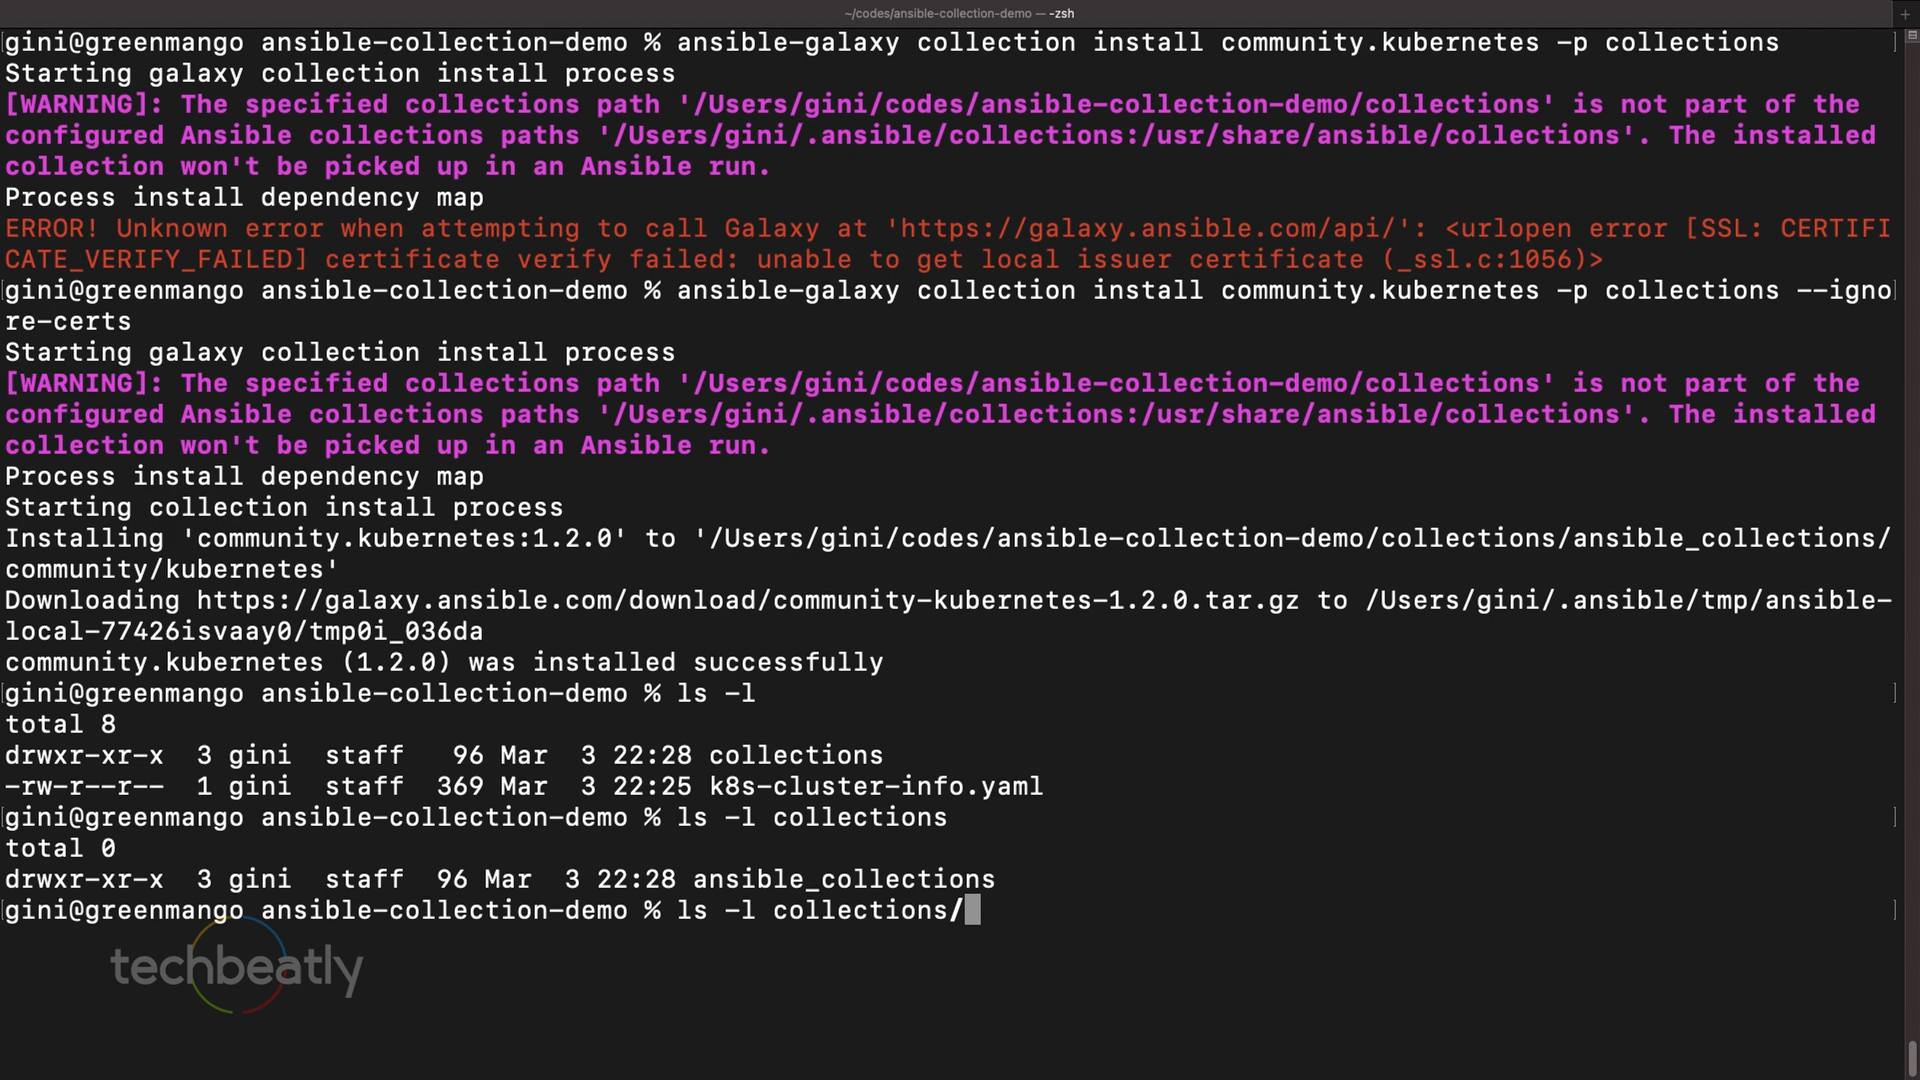 ~/codes/ansible-collection-demo — -zsh
gini@greenmango ansible-collection-demo % ansible-galaxy collection install community.kubernetes -p collections
Starting galaxy collection install process
[WARNING]: The specified collections path '/Users/gini/codes/ansible-collection-demo/collections' is not part of the
configured Ansible collections paths '/Users/gini/.ansible/collections:/usr/share/ansible/collections'. The installed
collection won't be picked up in an Ansible run.
Process install dependency map
ERROR! Unknown error when attempting to call Galaxy at 'https://galaxy.ansible.com/api/': <urlopen error [SSL: CERTIFI
CATE_VERIFY_FAILED] certificate verify failed: unable to get local issuer certificate (_ssl.c:1056)>
gini@greenmango ansible-collection-demo % ansible-galaxy collection install community.kubernetes -p collections --igno
re-certs
Starting galaxy collection install process
[WARNING]: The specified collections path '/Users/gini/codes/ansible-collection-demo/collections' is not part of the
configured Ansible collections paths '/Users/gini/.ansible/collections:/usr/share/ansible/collections'. The installed
collection won't be picked up in an Ansible run.
Process install dependency map
Starting collection install process
Installing 'community.kubernetes:1.2.0' to '/Users/gini/codes/ansible-collection-demo/collections/ansible_collections/
community/kubernetes'
Downloading https://galaxy.ansible.com/download/community-kubernetes-1.2.0.tar.gz to /Users/gini/.ansible/tmp/ansible-
local-77426isvaay0/tmp0i_036da
community.kubernetes (1.2.0) was installed successfully
gini@greenmango ansible-collection-demo % ls -l
total 8
drwxr-xr-x  3 gini  staff   96 Mar  3 22:28 collections
-rw-r--r--  1 gini  staff  369 Mar  3 22:25 k8s-cluster-info.yaml
gini@greenmango ansible-collection-demo % ls -l collections
total 0
drwxr-xr-x  3 gini  staff  96 Mar  3 22:28 ansible_collections
gini@greenmango ansible-collection-demo % ls -l collections/
techbeatly